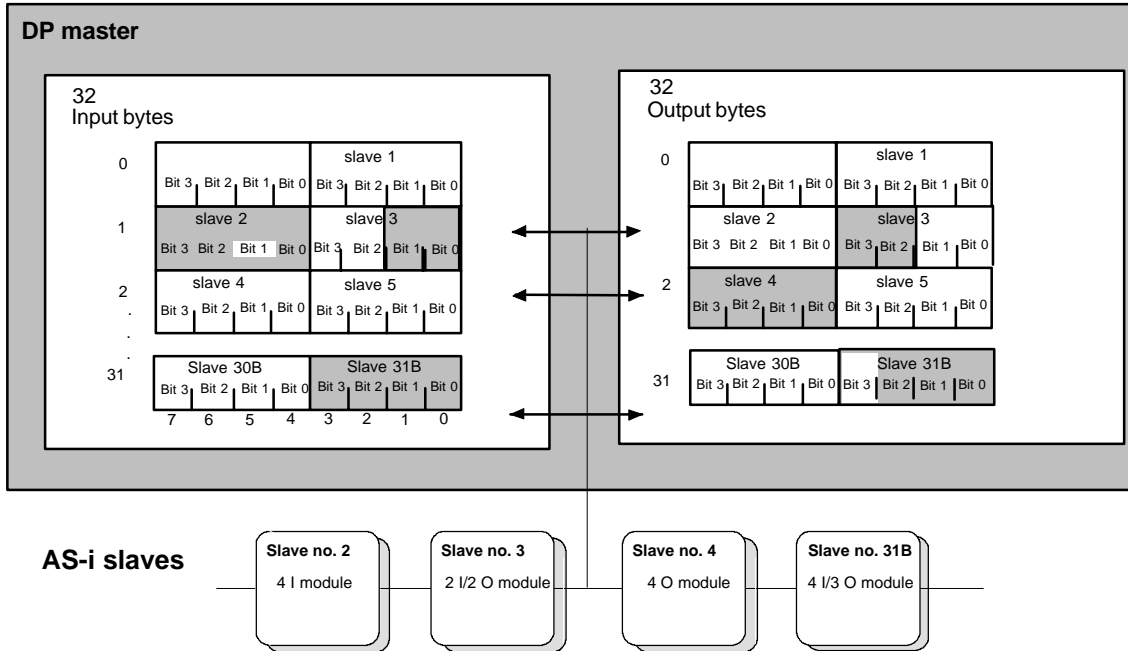 DP master
32
Input bytes
0
slave 1
Bit 3 Bit 2 Bit 1 Bit 0 Bit 3 Bit 2 Bit 1 Bit 0
1
slave 2 slave 3
Bit 3 Bit 2 Bit 1 Bit 0 Bit 3 Bit 2 Bit 1 Bit 0
2
slave 4 slave 5
Bit 3 Bit 2 Bit 1 Bit 0 Bit 3 Bit 2 Bit 1 Bit 0
.
.
.
31
Slave 30B Slave 31B
Bit 3 Bit 2 Bit 1 Bit 0 Bit 3 Bit 2 Bit 1 Bit 0
7 6 5 4 3 2 1 0
32
Output bytes
0
slave 1
Bit 3 Bit 2 Bit 1 Bit 0 Bit 3 Bit 2 Bit 1 Bit 0
slave 2 slave 3
Bit 3 Bit 2 Bit 1 Bit 0 Bit 3 Bit 2 Bit 1 Bit 0
2
slave 4 slave 5
Bit 3 Bit 2 Bit 1 Bit 0 Bit 3 Bit 2 Bit 1 Bit 0
31
Slave 30B Slave 31B
Bit 3 Bit 2 Bit 1 Bit 0 Bit 3 Bit 2 Bit 1 Bit 0
AS-i slaves
Slave no. 2
4 I module
Slave no. 3
2 I/2 O module
Slave no. 4
4 O module
Slave no. 31B
4 I/3 O module